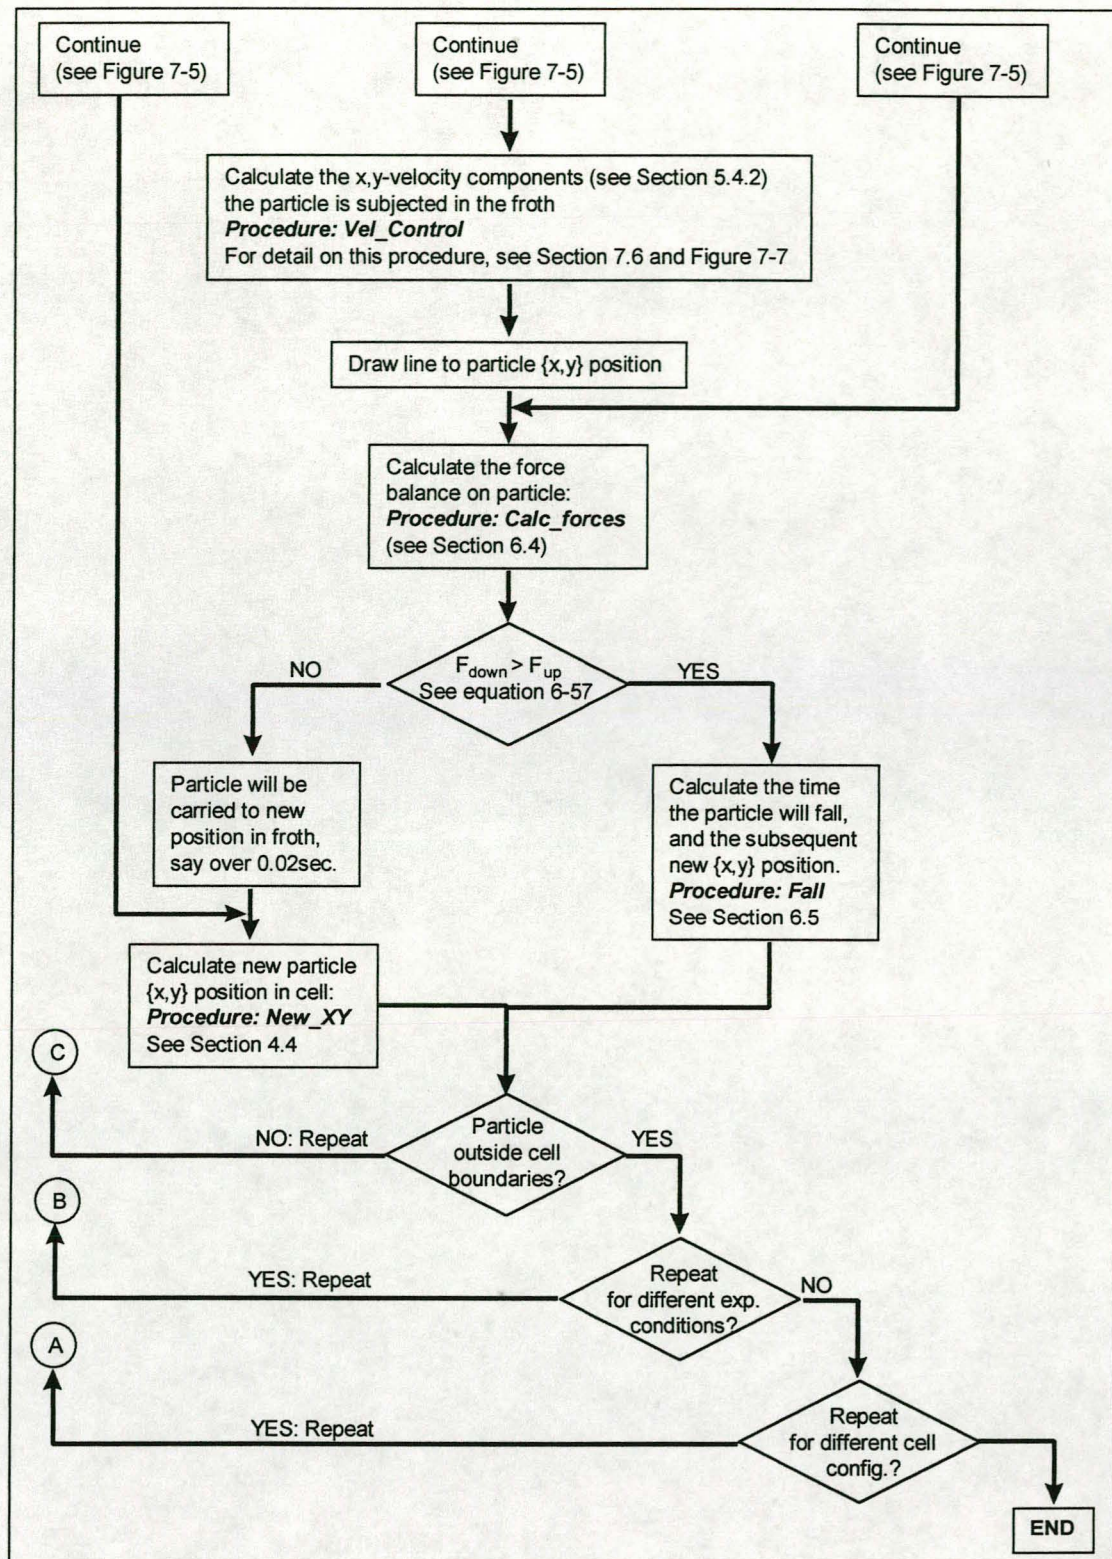 Continue
(see Figure 7-5)
Continue
(see Figure 7-5)
Continue
(see Figure 7-5)
Calculate the x,y-velocity components (see Section 5.4.2)
the particle is subjected in the froth
Procedure: Vel_Control
For detail on this procedure, see Section 7.6 and Figure 7-7
Draw line to particle {x,y} position
Calculate the force
balance on particle:
Procedure: Calc_forces
(see Section 6.4)
F down > F up
See equation 6-57
NO
YES
Particle will be
carried to new
position in froth,
say over 0.02sec.
Calculate the time
the particle will fall,
and the subsequent
new {x,y} position.
Procedure: Fall
See Section 6.5
Calculate new particle
{x,y} position in cell:
Procedure: New_XY
See Section 4.4
C
NO: Repeat
Particle
outside cell
boundaries?
YES
B
YES: Repeat
Repeat
for different exp.
conditions?
NO
A
YES: Repeat
Repeat
for different cell
config.?
END